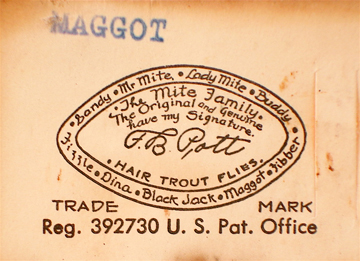 MAGGOT
Bandy • Mr Mite • Lady Mite • Buddy
• The Mite Family •
The Original and Genuine
have my Signature.
F. B. Pott
• HAIR TROUT FLIES •
Fizzle • Dina • Black Jack • Maggot • Fibber •
TRADE MARK
Reg. 392730 U. S. Pat. Office